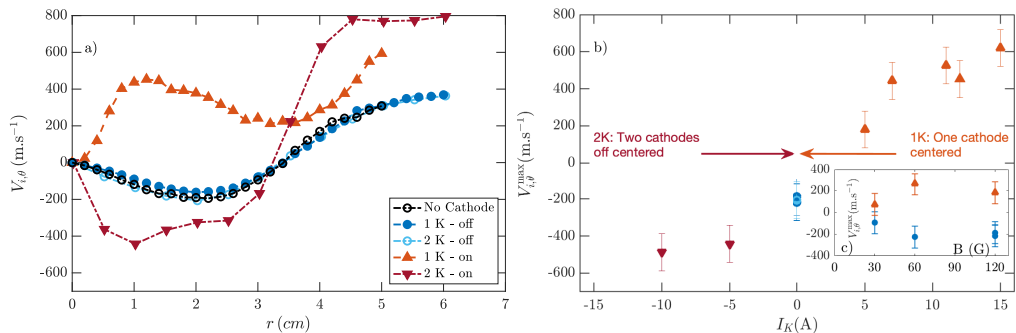 800
600
400
200
0
-200
-400
-600
0 1 2 3 4 5 6 7
V_{i,θ} (m.s⁻¹)
r (cm)
a)
No Cathode
1 K - off
2 K - off
1 K - on
2 K - on
800
600
400
200
0
-200
-400
-600
-15 -10 -5 0 5 10 15
V_{i,θ}^{max} (m.s⁻¹)
I_K(A)
b)
2K: Two cathodes
off centered
1K: One cathode
centered
400
200
0
-200
-400
0 30 60 90 120
V_{i,θ}^{max} (m.s⁻¹)
c)
B (G)